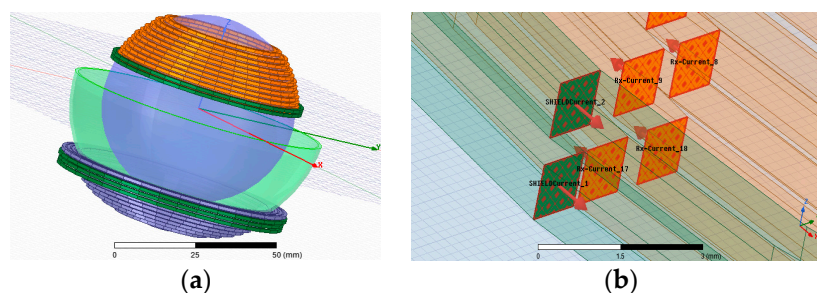 Y
X
0 25 50 (mm)
(a)
Rx-Current_8
Rx-Current_9
SHIELDCurrent_2
Rx-Current_18
Rx-Current_17
SHIELDCurrent_1
Z
0 1.5 3 (mm)
(b)